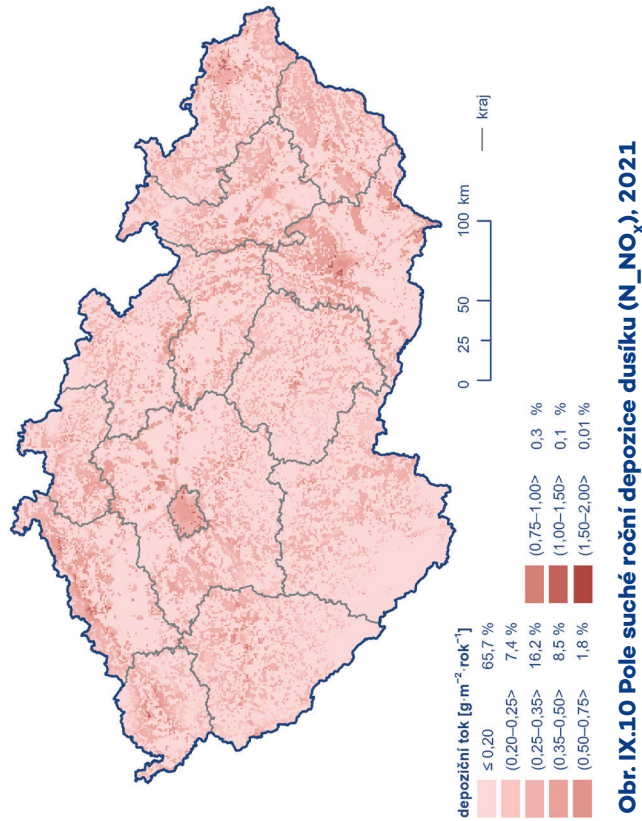 kraj
0 25 50 100 km
depoziční tok [g·m⁻²·rok⁻¹]
≤ 0,20 65,7 %
(0,20–0,25> 7,4 %
(0,25–0,35> 16,2 %
(0,35–0,50> 8,5 %
(0,50–0,75> 1,8 %
(0,75–1,00> 0,3 %
(1,00–1,50> 0,1 %
(1,50–2,00> 0,01 %
Obr. IX.10 Pole suché roční depozice dusíku (N_NOₓ), 2021